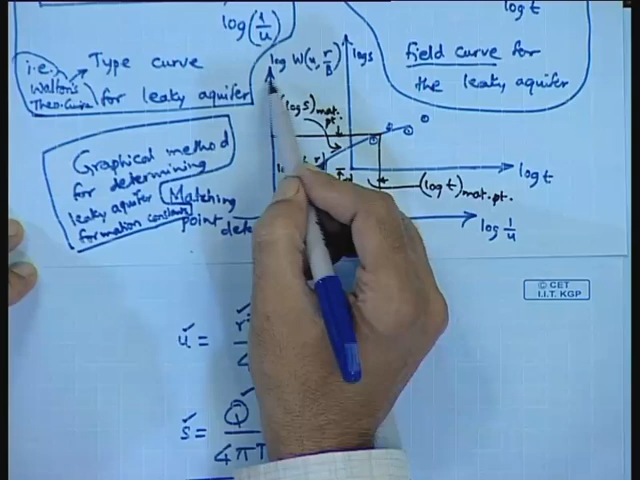 log(1/u)
log t
i.e. Type curve
Walton's
Theo. Curve
for leaky aquifer
log W(u, r/B)
log s
field curve for
the leaky aquifer
(log s) mat. pt.
Graphical method
for determining
leaky aquifer
formation constants
Matching
point
log t
(log t) mat. pt.
log 1/u
© CET
I.I.T. KGP
u =
s = Q
4πT